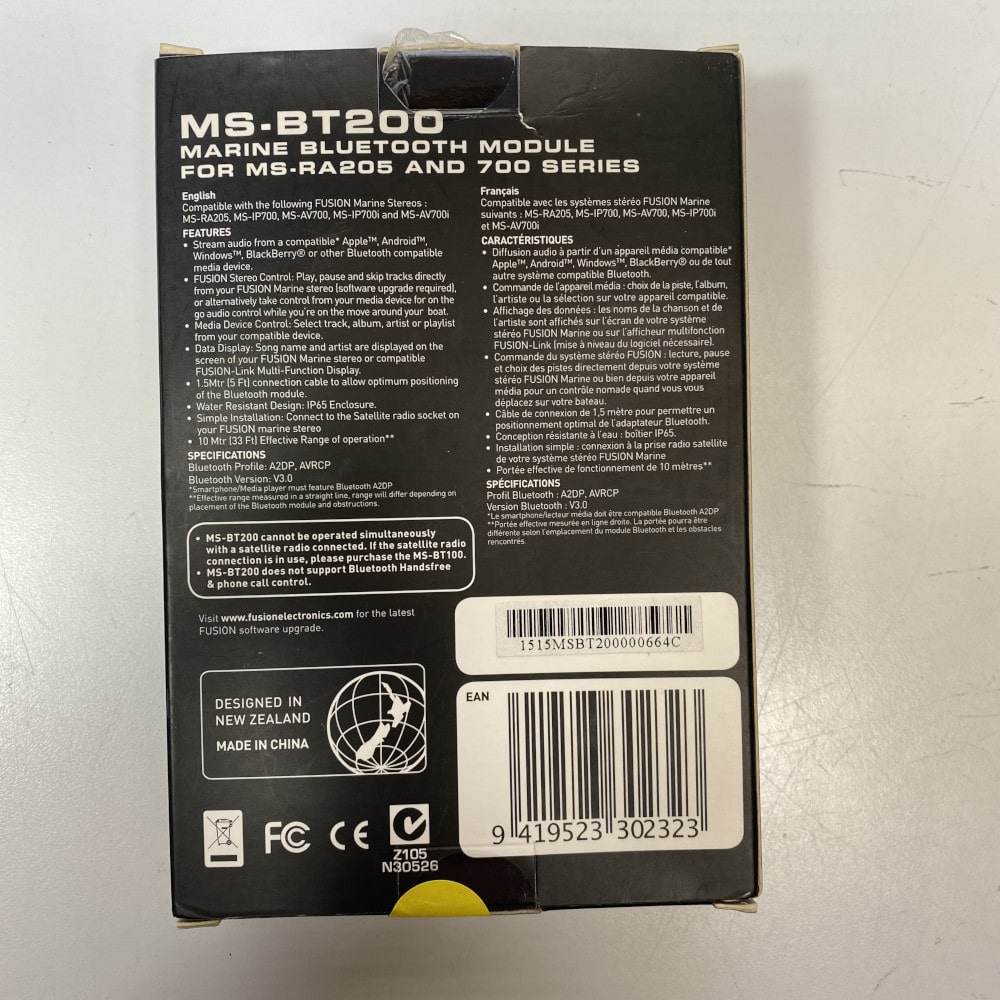 MS-BT200
MARINE BLUETOOTH MODULE
FOR MS-RA205 AND 700 SERIES
English
Compatible with the following FUSION Marine Stereos :
MS-RA205, MS-IP700, MS-AV700, MS-IP700i and MS-AV700i
FEATURES
• Stream audio from a compatible* Apple™, Android™,
Windows™, BlackBerry® or other Bluetooth compatible
media device.
• FUSION Stereo Control: Play, pause and skip tracks directly
from your FUSION Marine stereo (software upgrade required),
or alternatively take control from your media device for on the
go audio control while you're on the move around your boat.
• Media Device Control: Select track, album, artist or playlist
from your compatible device.
• Data Display: Song name and artist are displayed on the
screen of your FUSION Marine stereo or compatible
FUSION-Link Multi-Function Display.
• 1.5Mtr (5 Ft) connection cable to allow optimum positioning
of the Bluetooth module.
• Water Resistant Design: IP65 Enclosure.
• Simple Installation: Connect to the Satellite radio socket on
your FUSION marine stereo
• 10 Mtr (33 Ft) Effective Range of operation**
SPECIFICATIONS
Bluetooth Profile: A2DP, AVRCP
Bluetooth Version: V3.0
*Smartphone/Media player must feature Bluetooth A2DP
**Effective range measured in a straight line, range will differ depending on
placement of the Bluetooth module and obstructions.
• MS-BT200 cannot be operated simultaneously
with a satellite radio connected. If the satellite radio
connection is in use, please purchase the MS-BT100.
• MS-BT200 does not support Bluetooth Handsfree
& phone call control.
Visit www.fusionelectronics.com for the latest
FUSION software upgrade.
Français
Compatible avec les systèmes stéréo FUSION Marine
suivants : MS-RA205, MS-IP700, MS-AV700, MS-IP700i
et MS-AV700i
CARACTÉRISTIQUES
• Diffusion audio à partir d'un appareil média compatible*
Apple™, Android™, Windows™, BlackBerry® ou de tout
autre système compatible Bluetooth.
• Commande de l'appareil média : choix de la piste, l'album,
l'artiste ou la sélection sur votre appareil compatible.
• Affichage des données : les noms de la chanson et de
l'artiste sont affichés sur l'écran de votre système
stéréo FUSION Marine ou sur l'afficheur multifonction
FUSION-Link (mise à niveau du logiciel nécessaire).
• Commande du système stéréo FUSION : lecture, pause
et choix des pistes directement depuis votre système
stéréo FUSION Marine ou bien depuis votre appareil
média pour un contrôle nomade quand vous vous
déplacez sur votre bateau.
• Câble de connexion de 1,5 mètre pour permettre un
positionnement optimal de l'adaptateur Bluetooth.
• Conception résistante à l'eau : boîtier IP65.
• Installation simple : connexion à la prise radio satellite
de votre système stéréo FUSION Marine
• Portée effective de fonctionnement de 10 mètres**
SPÉCIFICATIONS
Profil Bluetooth : A2DP, AVRCP
Version Bluetooth : V3.0
*Le smartphone/lecteur média doit être compatible Bluetooth A2DP
**Portée effective mesurée en ligne droite. La portée pourra être
différente selon l'emplacement du module Bluetooth et les obstacles
rencontrés.
1515MSBT200000664C
EAN
9 419523 302323
DESIGNED IN
NEW ZEALAND
MADE IN CHINA
FC CE
Z105
N30526